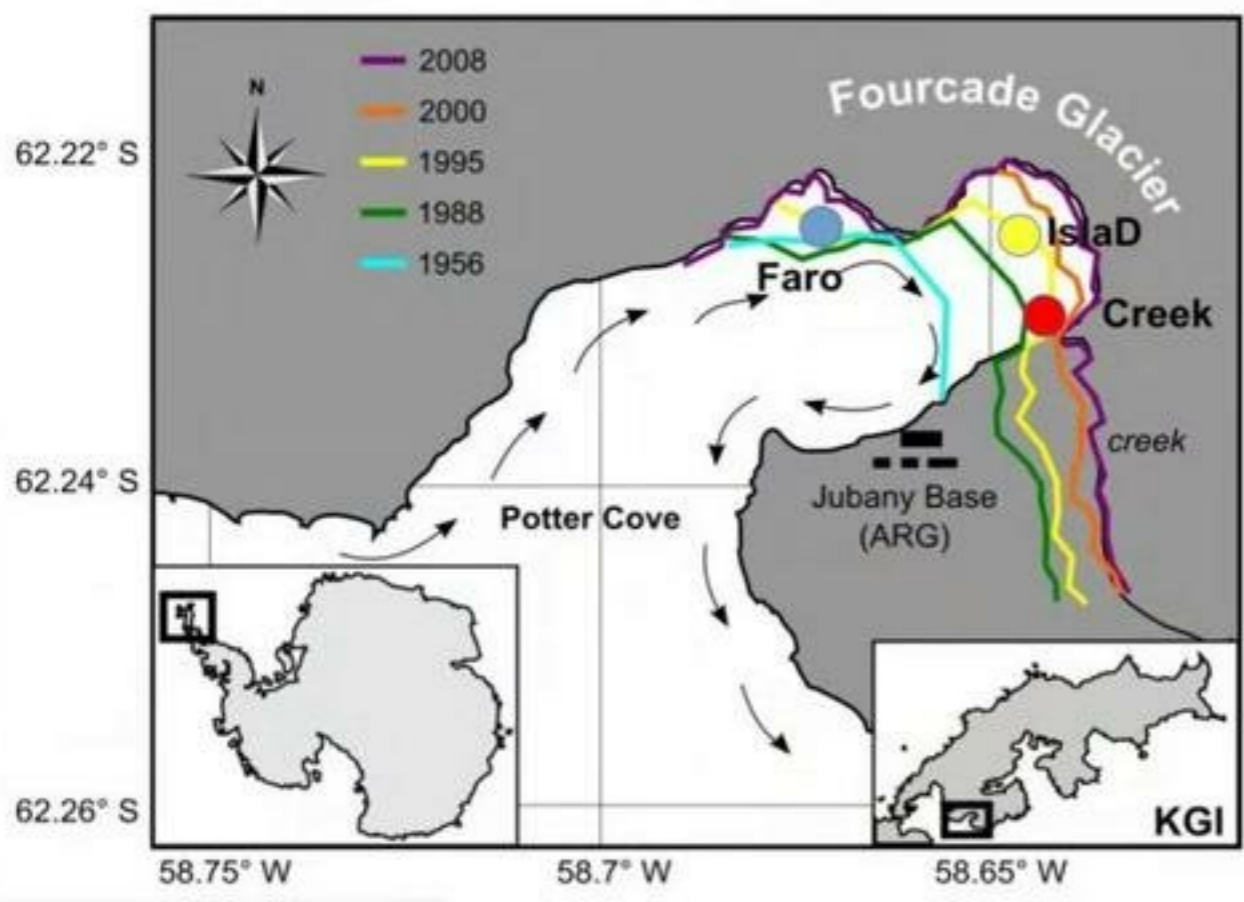 N
2008
2000
1995
1988
1956
Fourcade Glacier
62.22° S
62.24° S
62.26° S
IslaD
Faro
Creek
creek
Jubany Base
(ARG)
Potter Cove
KGI
58.75° W
58.7° W
58.65° W